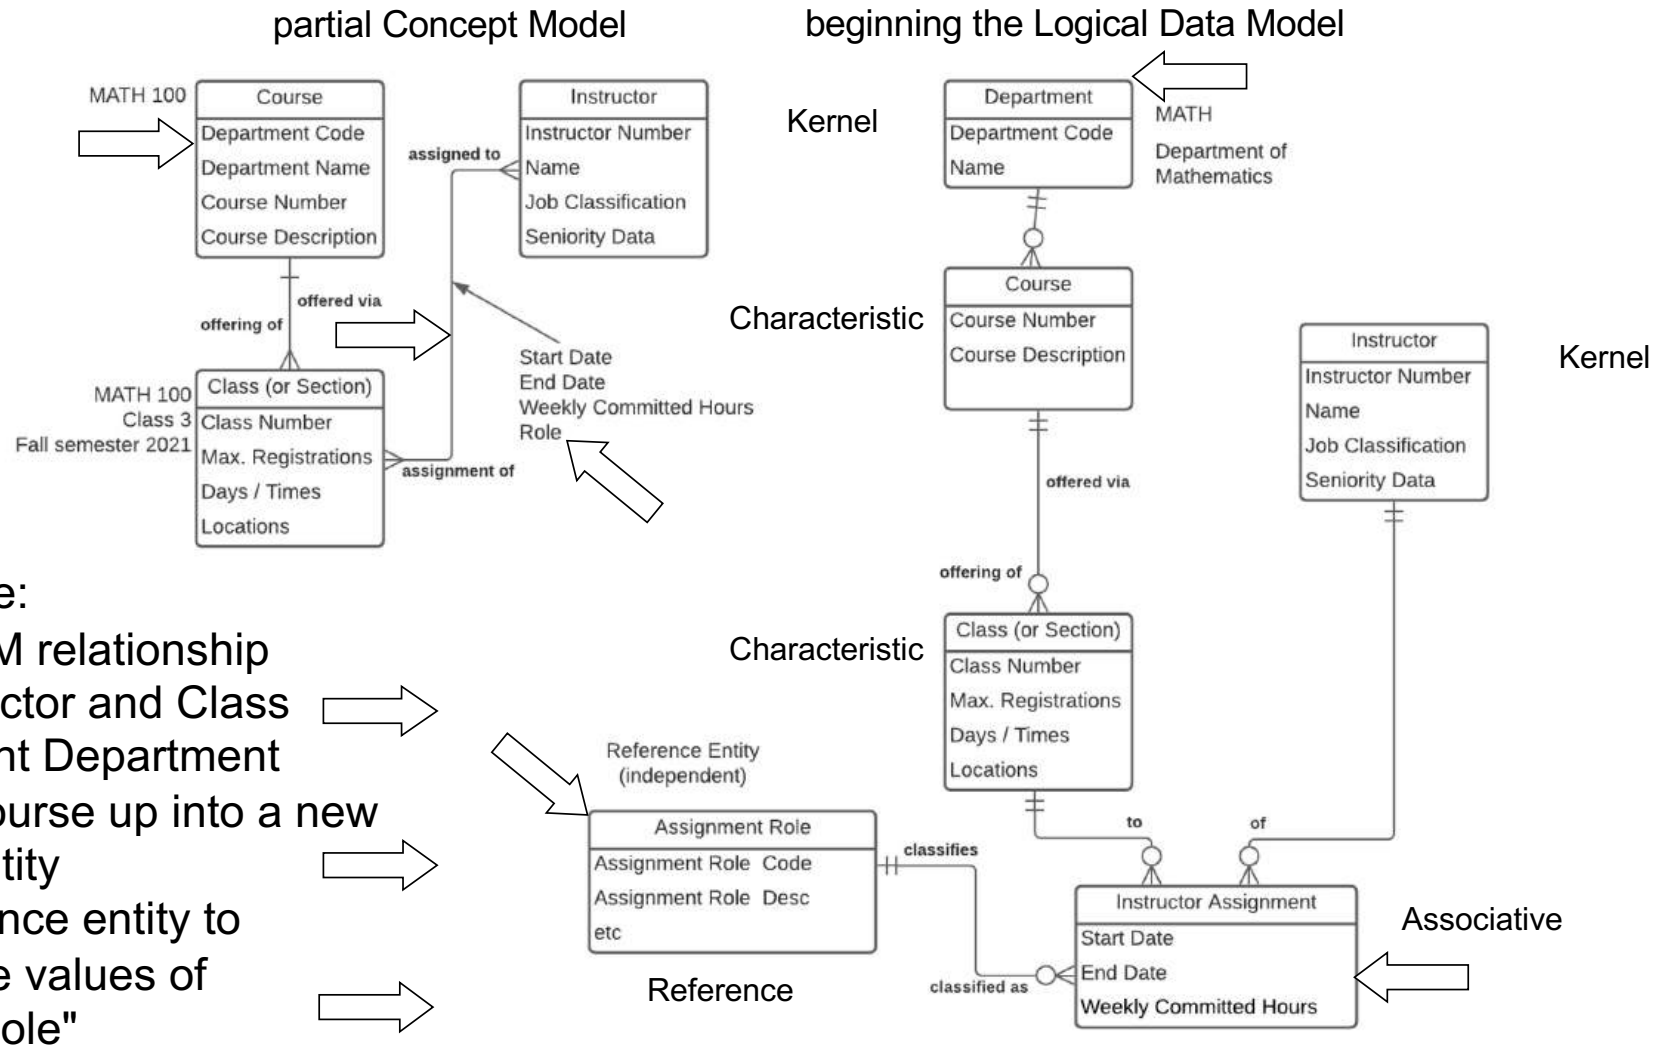 partial Concept Model
beginning the Logical Data Model
MATH 100
Course
Department Code
Department Name
Course Number
Course Description
Instructor
Instructor Number
Name
Job Classification
Seniority Data
assigned to
offered via
offering of
Start Date
End Date
Weekly Committed Hours
Role
MATH 100
Class 3
Fall semester 2021
Class (or Section)
Class Number
Max. Registrations
Days / Times
Locations
assignment of
Kernel
Department
Department Code
Name
MATH
Department of
Mathematics
Characteristic
Course
Course Number
Course Description
Instructor
Instructor Number
Name
Job Classification
Seniority Data
Kernel
offered via
offering of
Characteristic
Class (or Section)
Class Number
Max. Registrations
Days / Times
Locations
e:
M relationship
ctor and Class
nt Department
ourse up into a new
tity
nce entity to
e values of
ole"
Reference Entity
(independent)
Assignment Role
Assignment Role Code
Assignment Role Desc
etc
Reference
classifies
classified as
to
of
Instructor Assignment
Start Date
End Date
Weekly Committed Hours
Associative